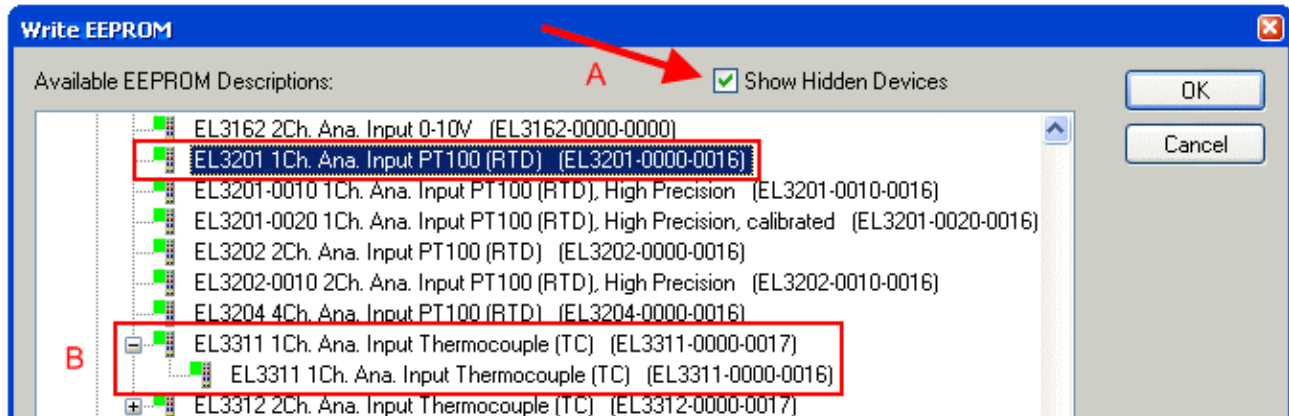 Write EEPROM
Available EEPROM Descriptions: A Show Hidden Devices OK
EL3162 2Ch. Ana. Input 0-10V (EL3162-0000-0000)
Cancel
EL3201 1Ch. Ana. Input PT100 (RTD) (EL3201-0000-0016)
EL3201-0010 1Ch. Ana. Input PT100 (RTD), High Precision (EL3201-0010-0016)
EL3201-0020 1Ch. Ana. Input PT100 (RTD), High Precision, calibrated (EL3201-0020-0016)
EL3202 2Ch. Ana. Input PT100 (RTD) (EL3202-0000-0016)
EL3202-0010 2Ch. Ana. Input PT100 (RTD), High Precision (EL3202-0010-0016)
EL3204 4Ch. Ana. Input PT100 (RTD) (EL3204-0000-0016)
EL3311 1Ch. Ana. Input Thermocouple (TC) (EL3311-0000-0017)
B
EL3311 1Ch. Ana. Input Thermocouple (TC) (EL3311-0000-0016)
EL3312 2Ch. Ana. Input Thermocouple (TC) (EL3312-0000-0017)